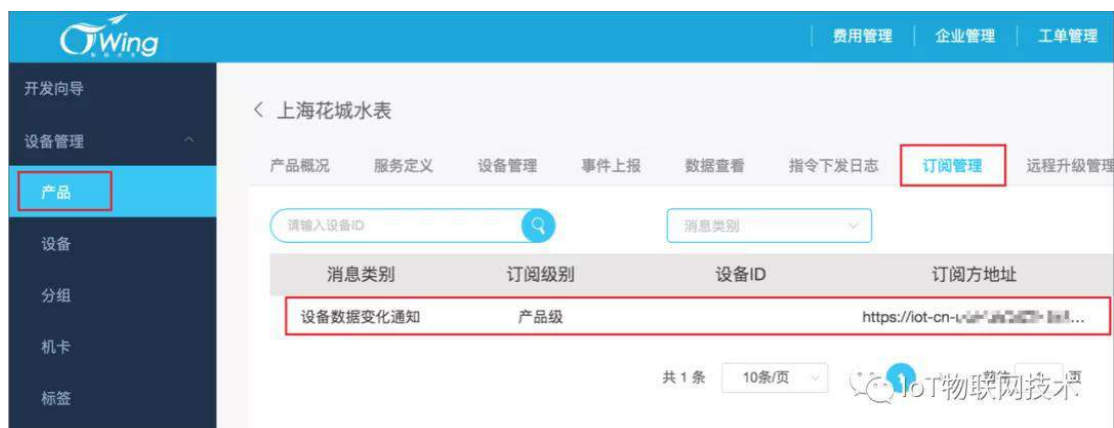 Wing
费用管理 企业管理 工单管理
开发向导
设备管理
产品
设备
分组
机卡
标签
上海花城水表
产品概况 服务定义 设备管理 事件上报 数据查看 指令下发日志 订阅管理 远程升级管理
请输入设备ID 消息类别
消息类别 订阅级别 设备ID 订阅方地址
设备数据变化通知 产品级 https://iot-cn-
共 1 条 10条/页 1 前往 页
IoT物联网技术